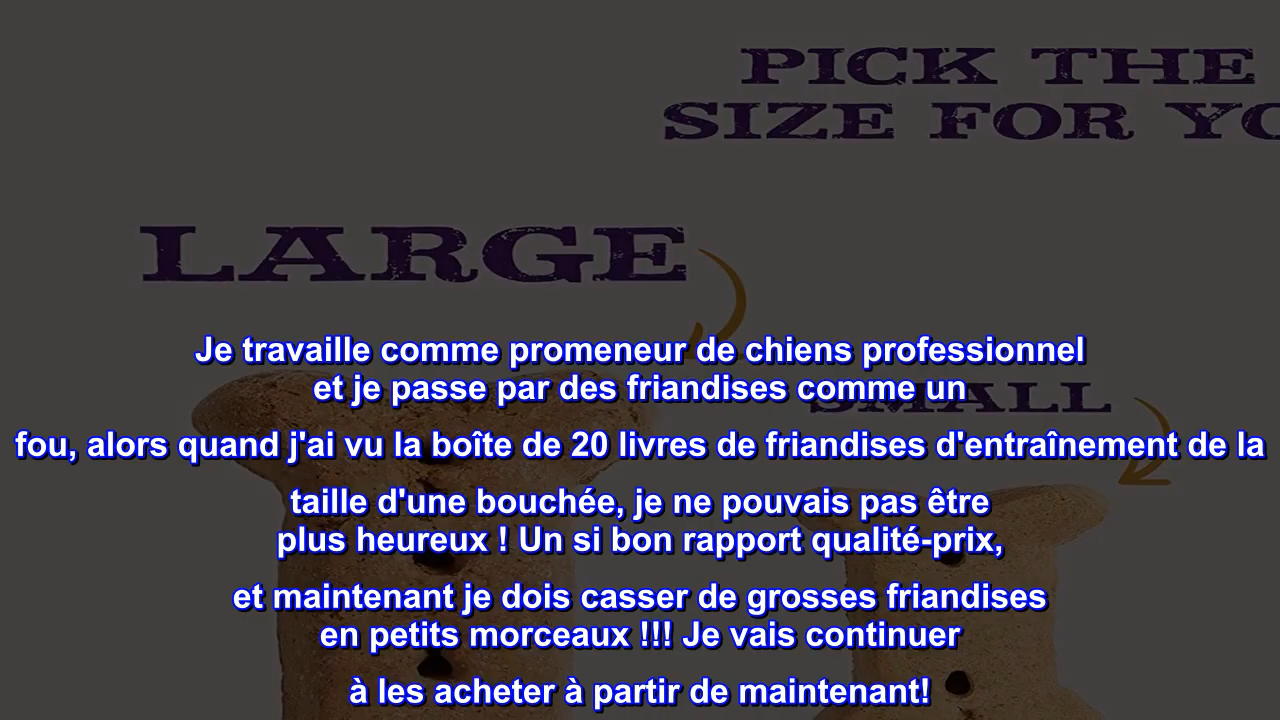 PICK THE
SIZE FOR YO
LARGE
SMALL
Je travaille comme promeneur de chiens professionnel
et je passe par des friandises comme un
fou, alors quand j'ai vu la boîte de 20 livres de friandises d'entraînement de la
taille d'une bouchée, je ne pouvais pas être
plus heureux ! Un si bon rapport qualité-prix,
et maintenant je dois casser de grosses friandises
en petits morceaux !!! Je vais continuer
à les acheter à partir de maintenant!